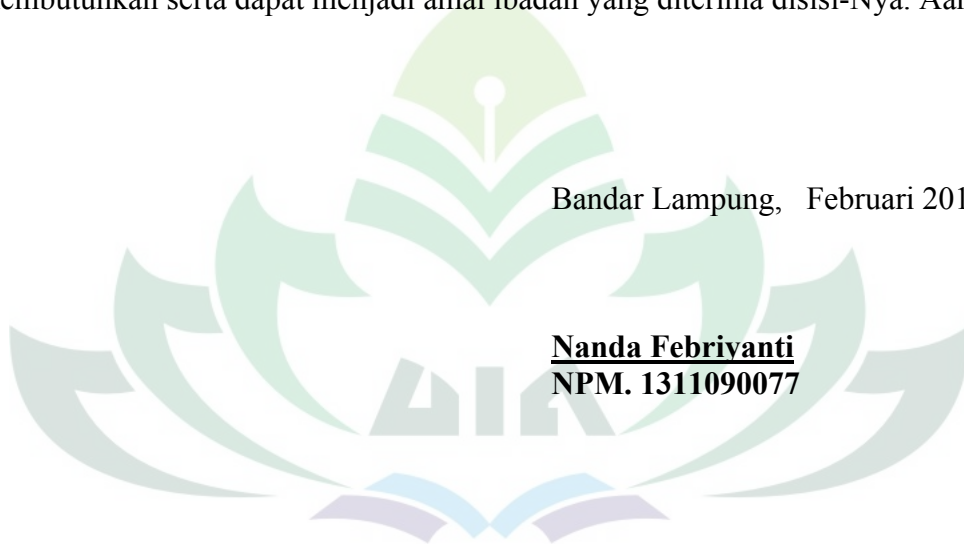 serta dapat menjadi amal ibadah yang diterima disisi-Nya.
Bandar Lampung, Februari 201
Nanda Febriyanti
NPM. 1311090077